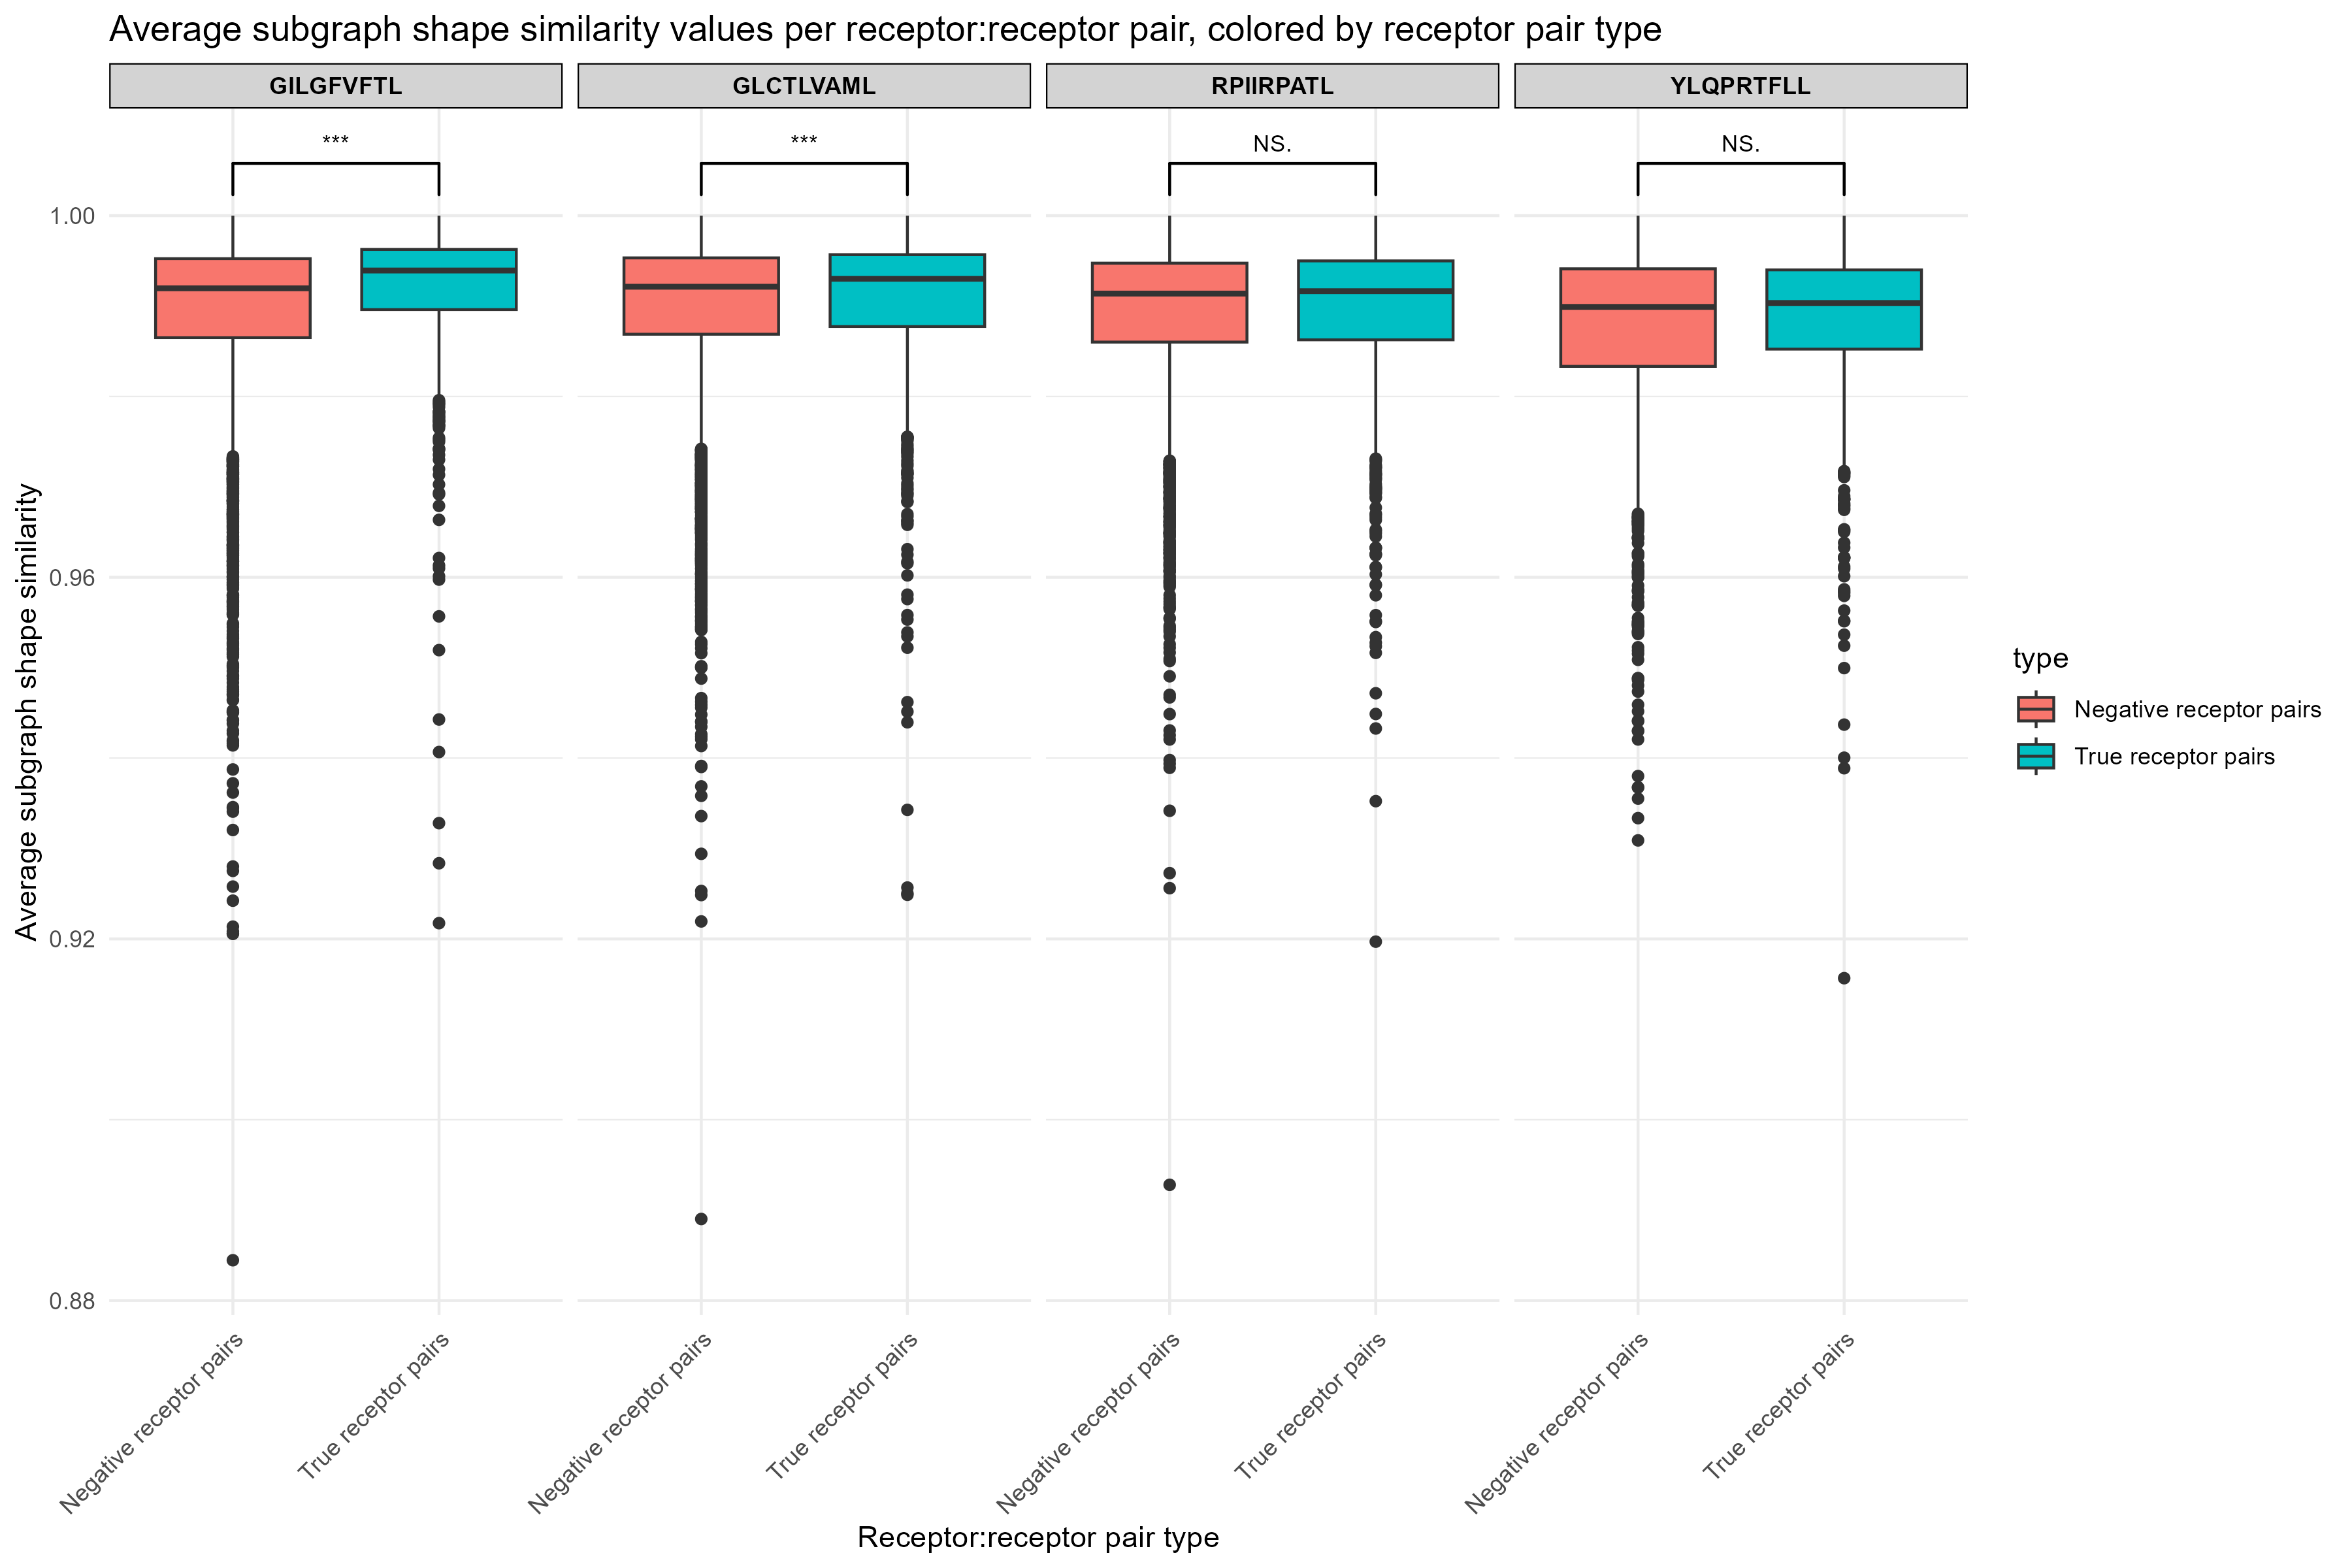 Average subgraph shape similarity values per receptor:receptor pair, colored by receptor pair type
GILGFVFTL
GLCTLVAML
RPIIRPATL
YLQPRTFLL
***
***
NS.
NS.
1.00
0.96
0.92
0.88
Average subgraph shape similarity
type
Negative receptor pairs
True receptor pairs
Negative receptor pairs
True receptor pairs
Negative receptor pairs
True receptor pairs
Negative receptor pairs
True receptor pairs
Negative receptor pairs
True receptor pairs
Receptor:receptor pair type